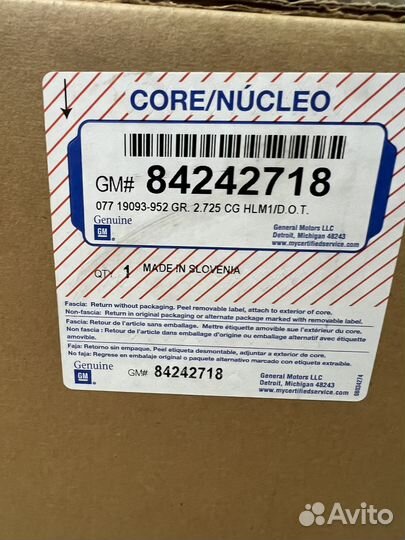 CORE/NÚCLEO
GM# 84242718
077 19093-952 GR. 2.725 CG HLM1/D.O.T.
Genuine
GM
General Motors LLC
Detroit, Michigan 48243
www.mycertifiedservice.com
QTY. 1 MADE IN SLOVENIA
Fascia: Return without packaging. Peel removable label, attach to exterior of core.
Non-fascia: Return in original packaging or alternate package marked with removable label.
Fascia: Retour de l'article sans emballage. Mettre étiquette amovible sue l'extérieur du core.
Non fascia: Retour de l'article dans emballage d'origine ou emballage alternatif avec étiquette
amovible.
Faja: Retorno sin empaque. Peel etiqueta desmontable, adjuntar a exterior de core.
No faja: Regrese en embalaje original o paquete alternativo marcado con etiqueta extraíble.
Genuine
GM
GM# 84242718
General Motors LLC
Detroit, Michigan 48243
www.mycertifiedservice.com
Avito